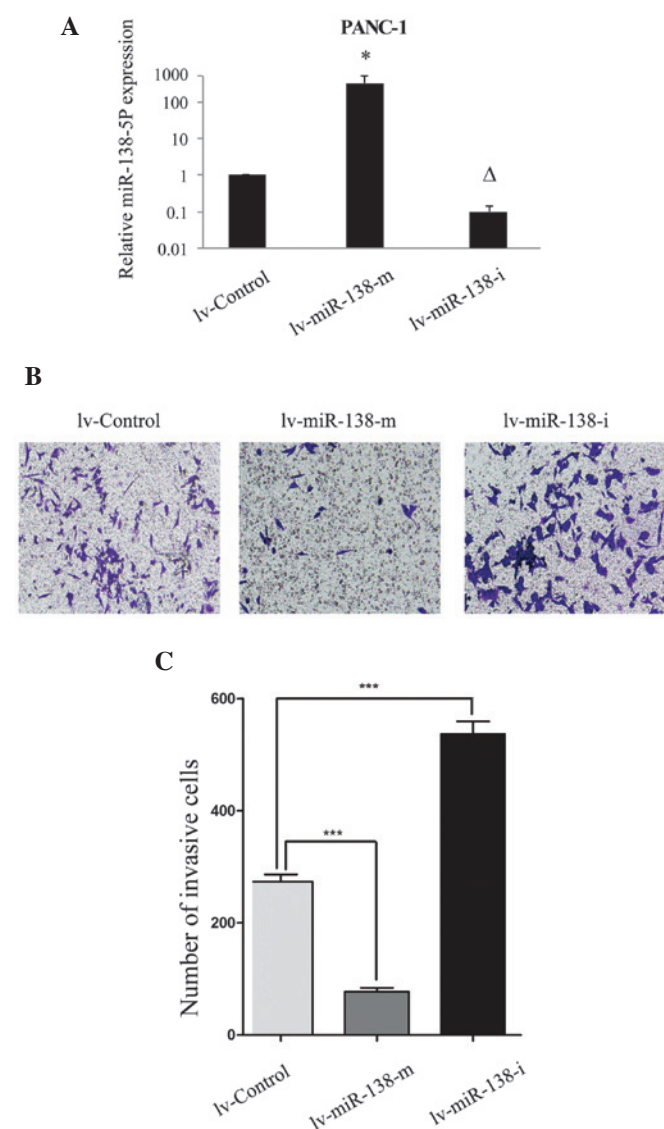 A
PANC-1
Relative miR-138-5P expression
1000
100
10
1
0.1
0.01
*
Δ
lv-Control
lv-miR-138-m
lv-miR-138-i
B
lv-Control
lv-miR-138-m
lv-miR-138-i
C
Number of invasive cells
600
400
200
0
***
***
lv-Control
lv-miR-138-m
lv-miR-138-i